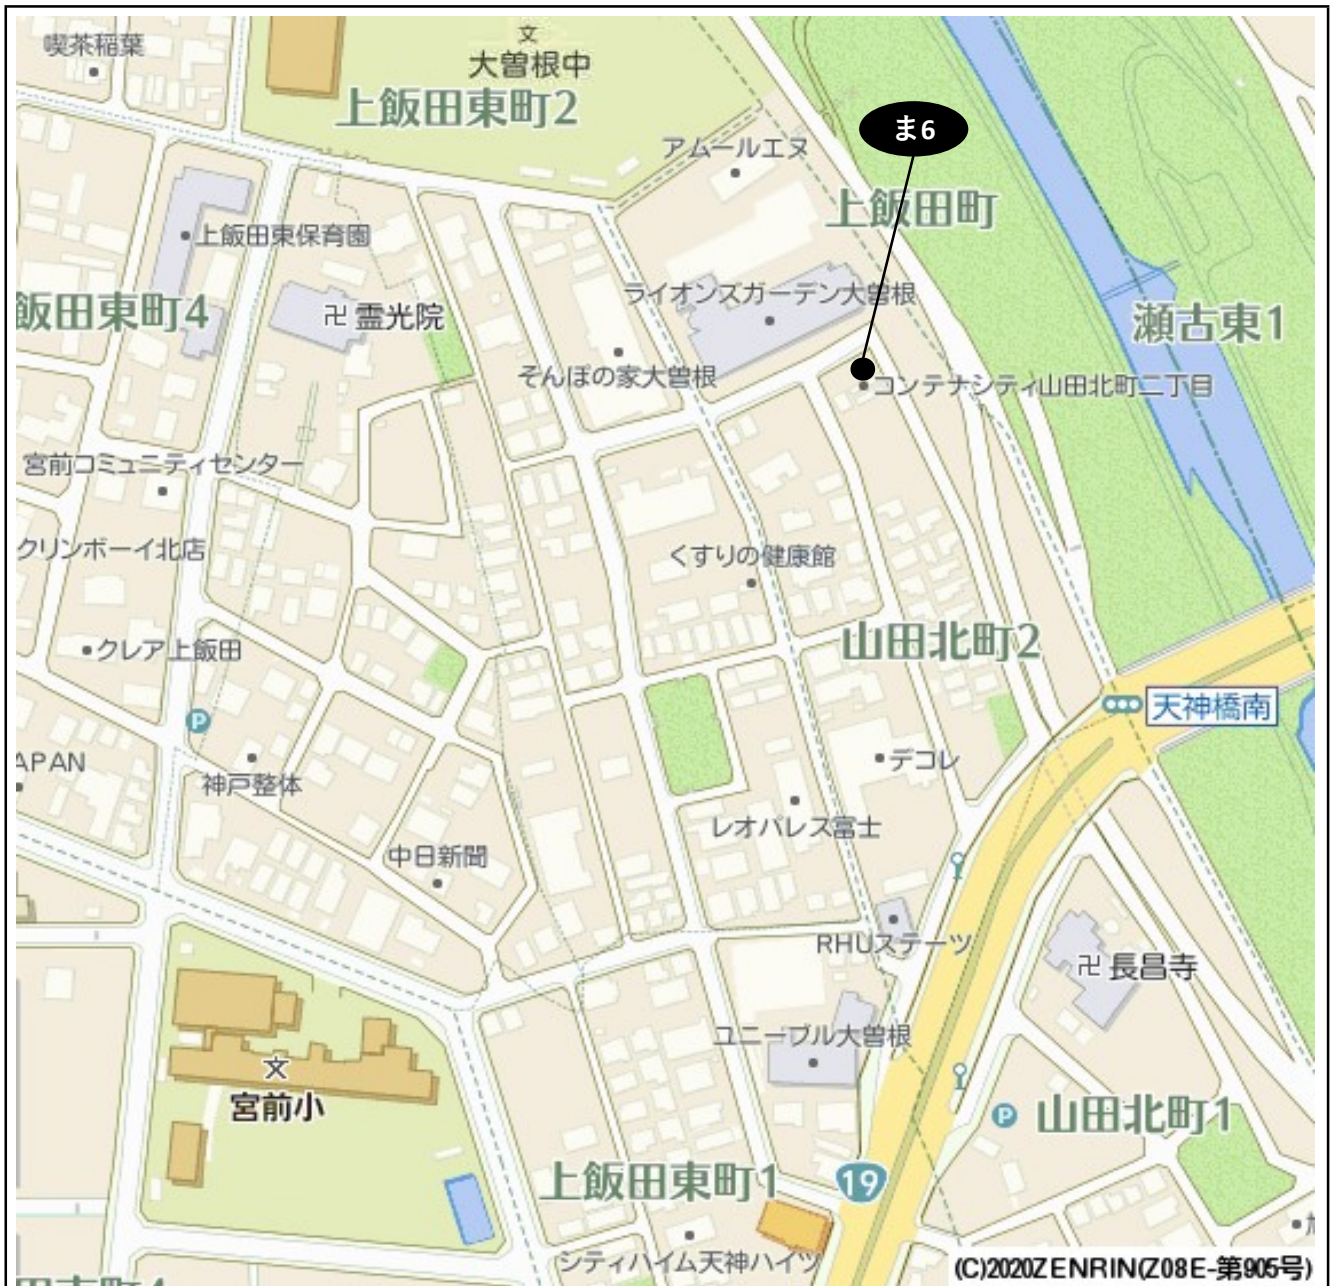 喫茶稲葉
文
大曽根中
上飯田東町2
ま6
アムールエヌ
上飯田町
上飯田東保育園
飯田東町4
卍 霊光院
ライオンズガーデン大曽根
瀬古東1
そんぽの家大曽根
コンテナシティ山田北町二丁目
宮前コミュニティセンター
クリンボーイ北店
くすりの健康館
クレア上飯田
山田北町2
P
天神橋南
APAN
神戸整体
デコレ
レオパレス富士
中日新聞
RHUステーツ
卍 長昌寺
ユニーブル大曽根
文
宮前小
P
山田北町1
上飯田東町1
19
シティハイム天神ハイツ
(C)2020ZENRIN(Z08E-第905号)